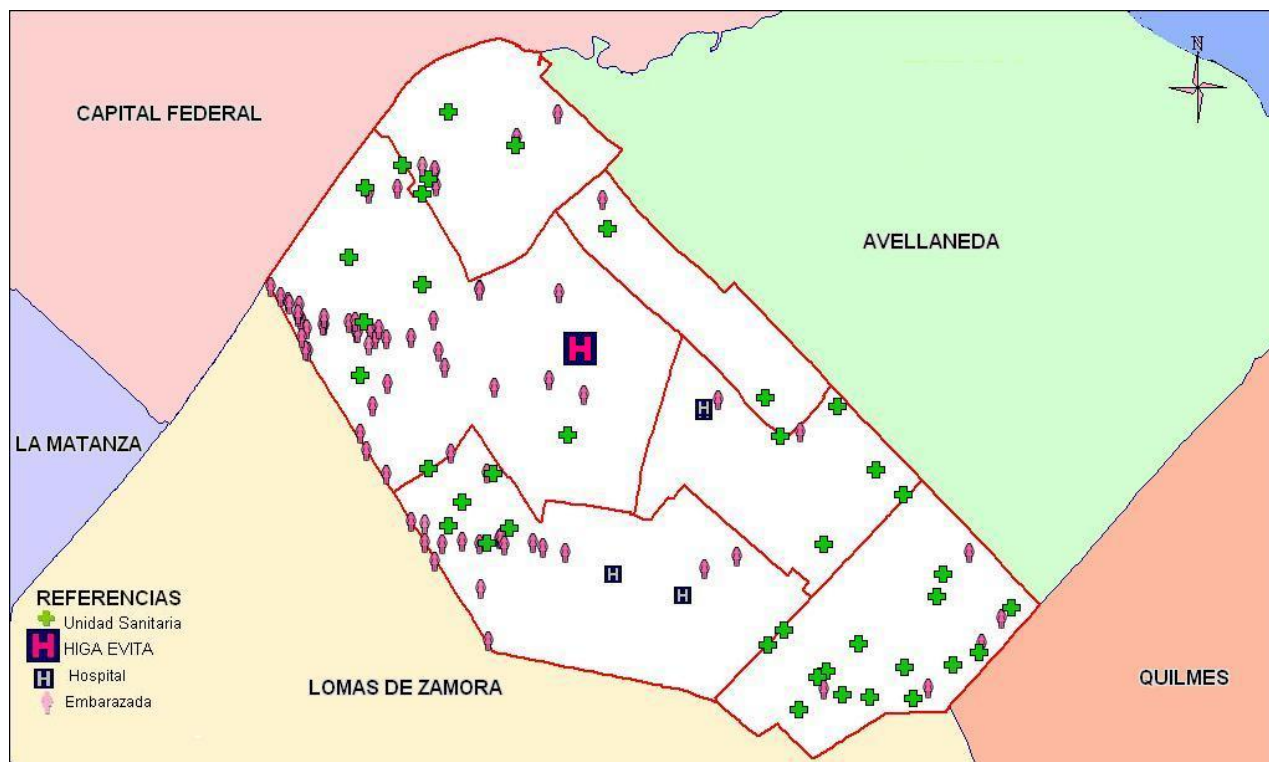 N
CAPITAL FEDERAL
AVELLANEDA
H
H
LA MATANZA
H
H
REFERENCIAS
Unidad Sanitaria
H HIGA EVITA
H Hospital
Embarazada
LOMAS DE ZAMORA
QUILMES